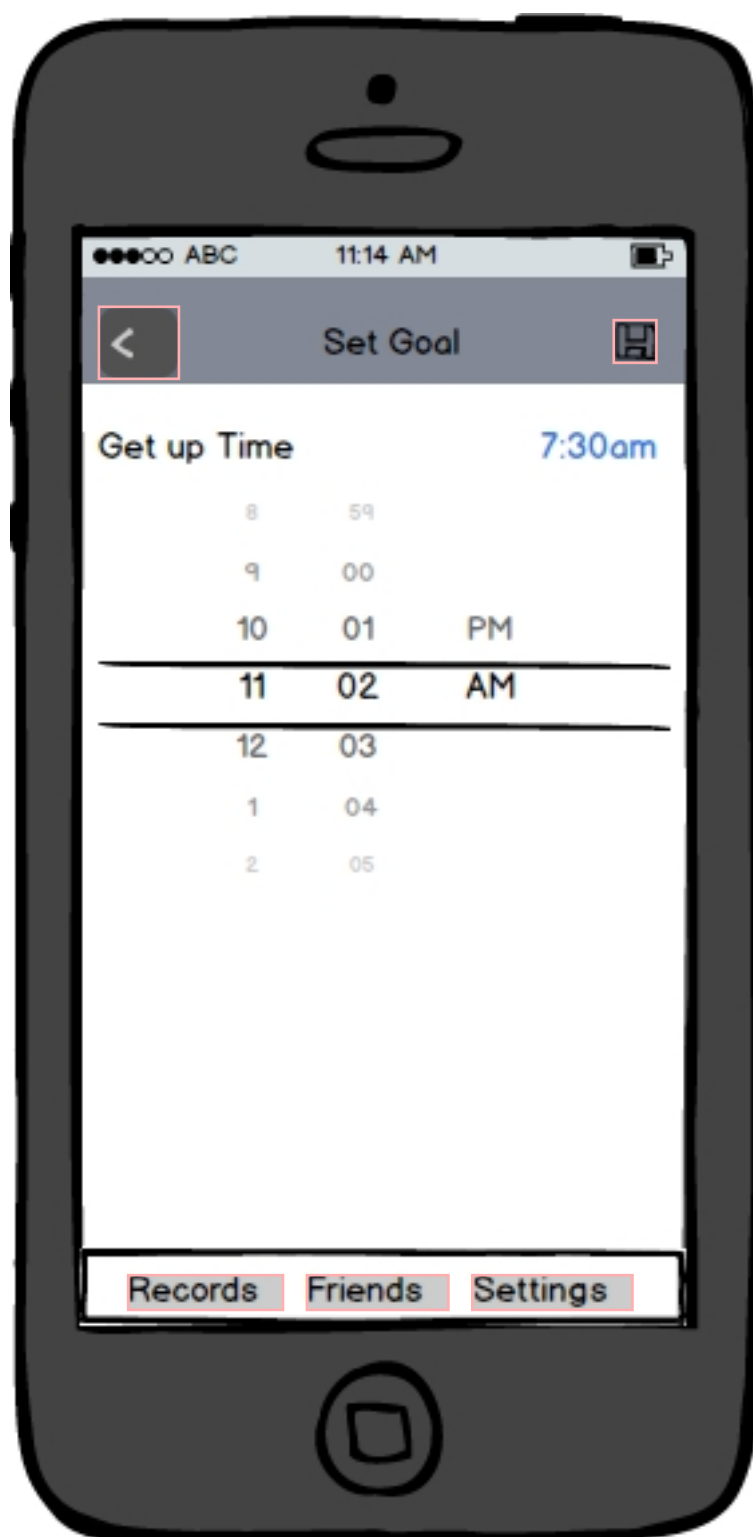 ABC 11:14 AM
Set Goal
Get up Time 7:30am
8 59
9 00
10 01 PM
11 02 AM
12 03
1 04
2 05
Records Friends Settings